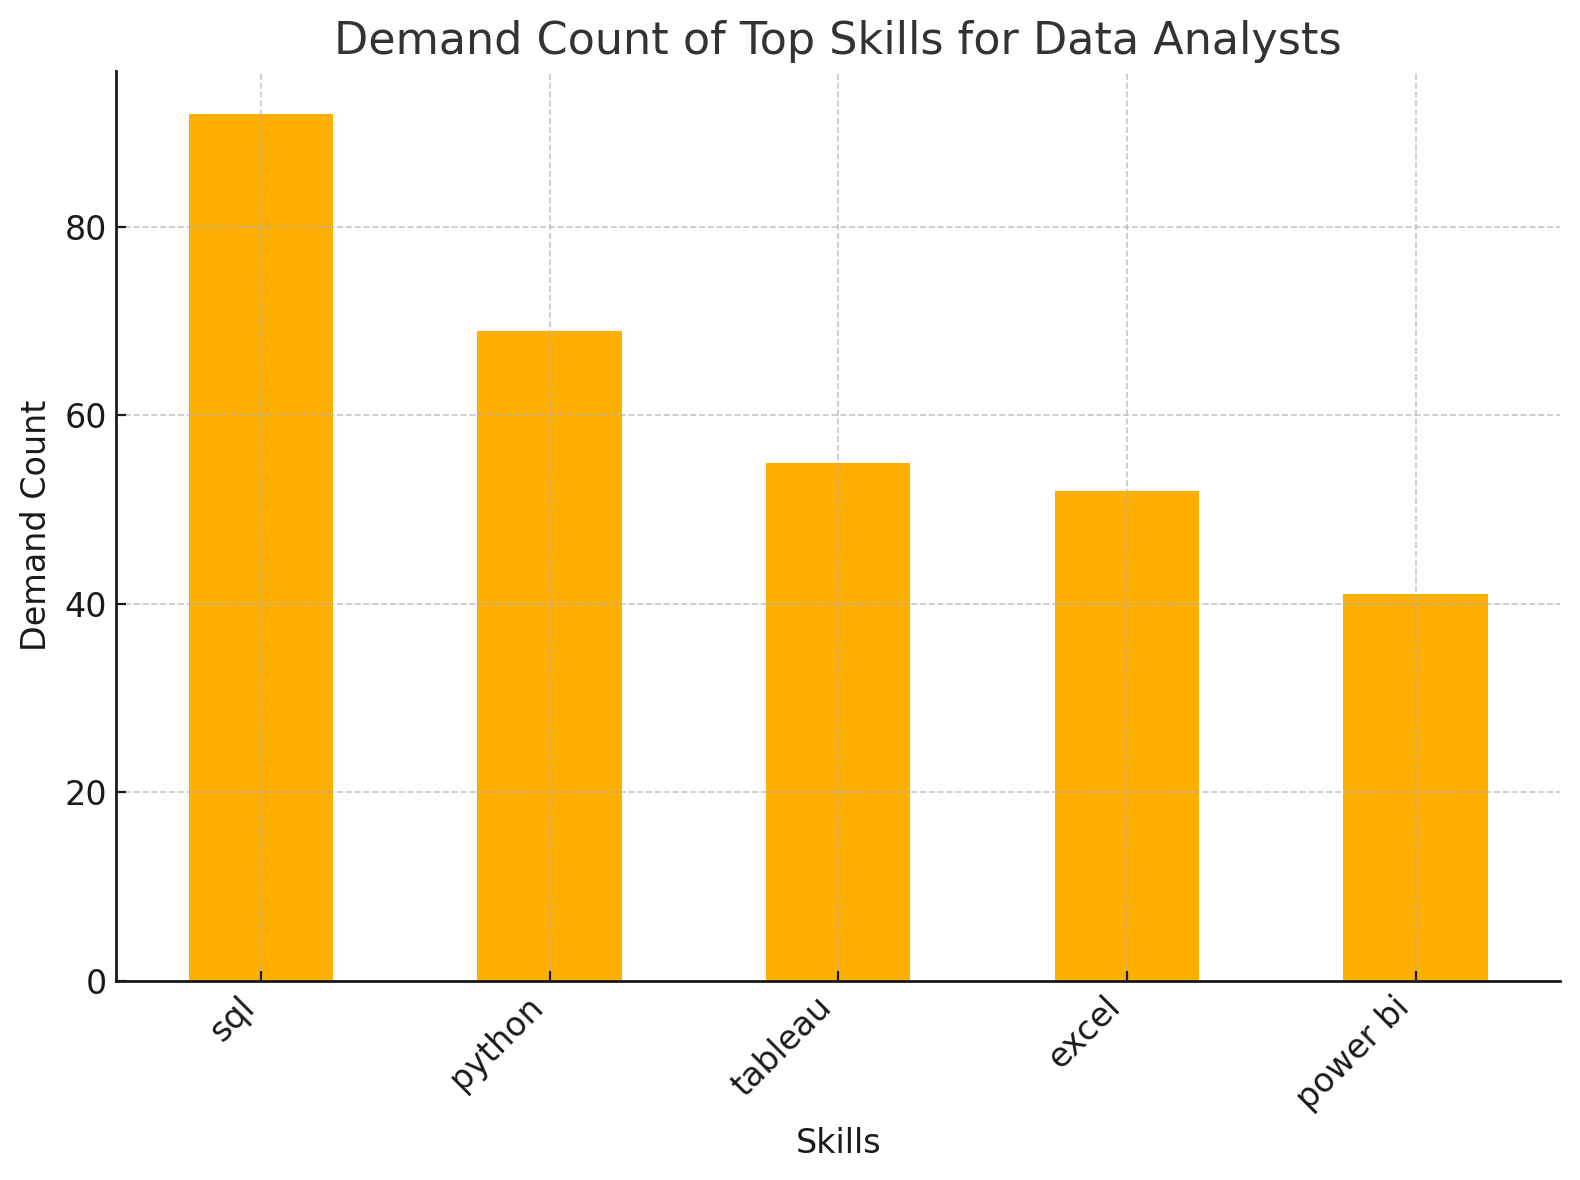 Demand Count of Top Skills for Data Analysts
Demand Count
80
60
40
20
0
sql
python
tableau
excel
power bi
Skills